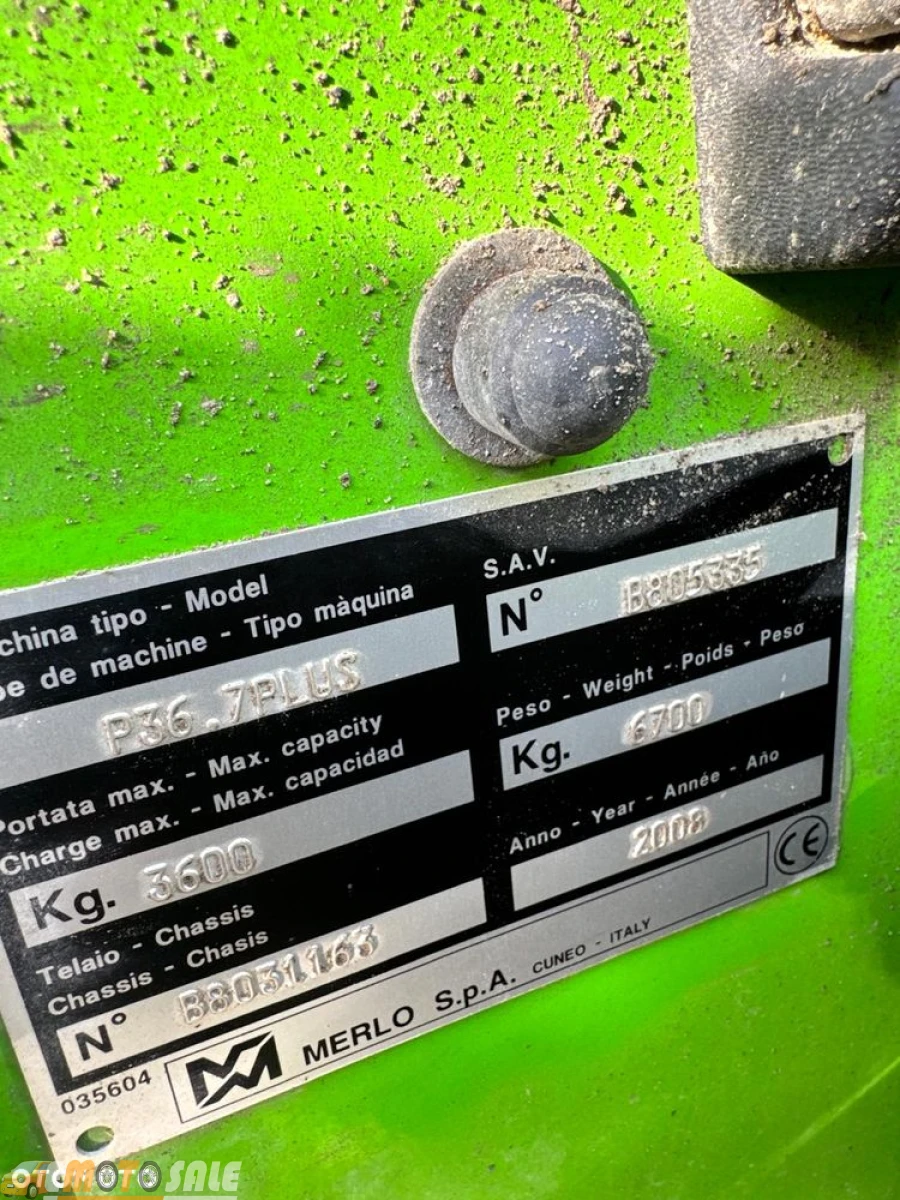 china tipo - Model
pe de machine - Tipo màquina
P36.7PLUS
Portata max. - Max. capacity
Charge max. - Max. capacidad
Kg. 3600
Telaio - Chassis
Chassis - Chasis
N° B8031163
S.A.V.
N° B805335
Peso - Weight - Poids - Peso
Kg. 6700
Anno - Year - Année - Año
2008
CE
035604
MERLO S.p.A. CUNEO - ITALY
OTOMOTOSALE